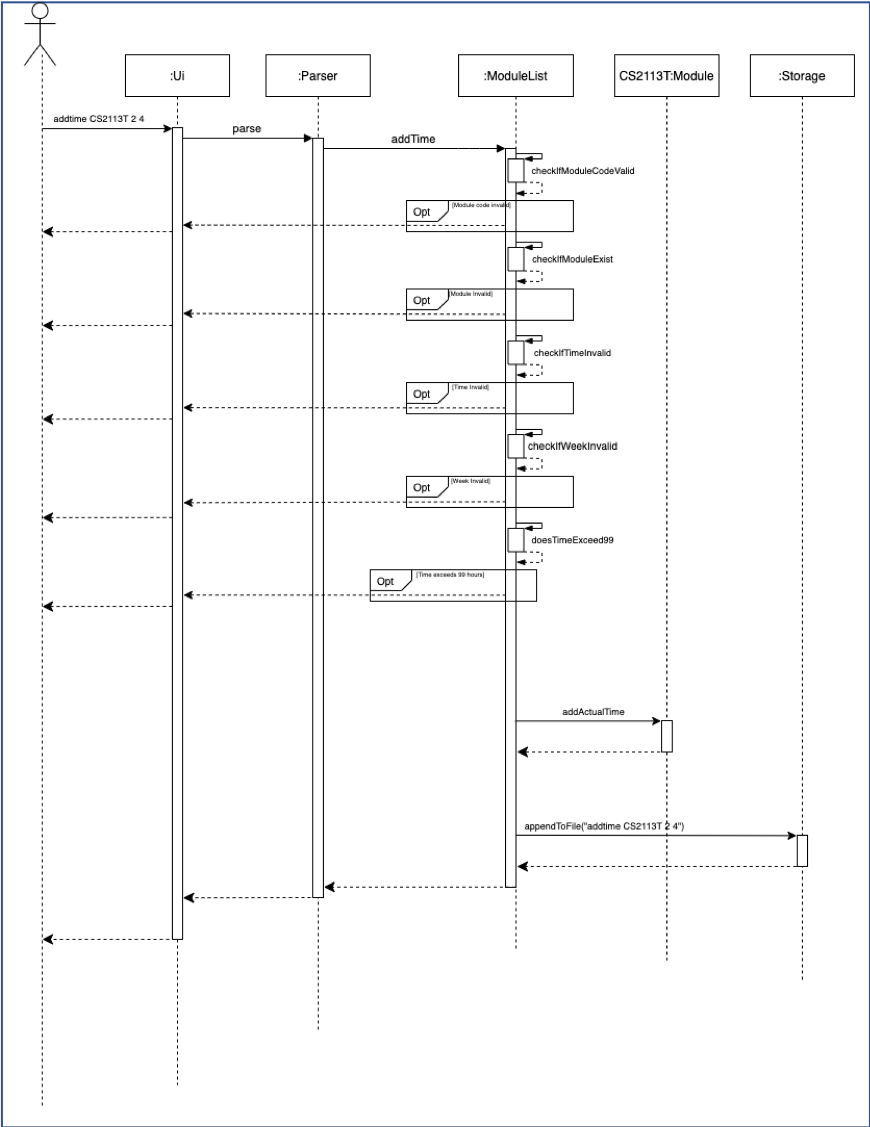 :Ui
:Parser
:ModuleList
CS2113T:Module
:Storage
addtime CS2113T 2 4
parse
addTime
checkIfModuleCodeValid
Opt
[Module code invalid]
checkIfModuleExist
Opt
[Module Invalid]
checkIfTimeInvalid
Opt
[Time Invalid]
checkIfWeekInvalid
Opt
[Week Invalid]
doesTimeExceed99
Opt
[Time exceeds 99 hours]
addActualTime
appendToFile("addtime CS2113T 2 4")